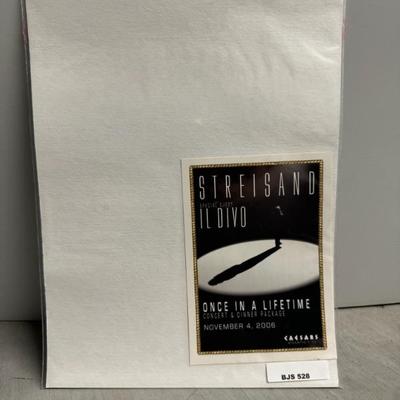 STREISAND
SPECIAL GUEST
IL DIVO
ONCE IN A LIFETIME
CONCERT & DINNER PACKAGE
NOVEMBER 4, 2006
CAESARS
BJS 528